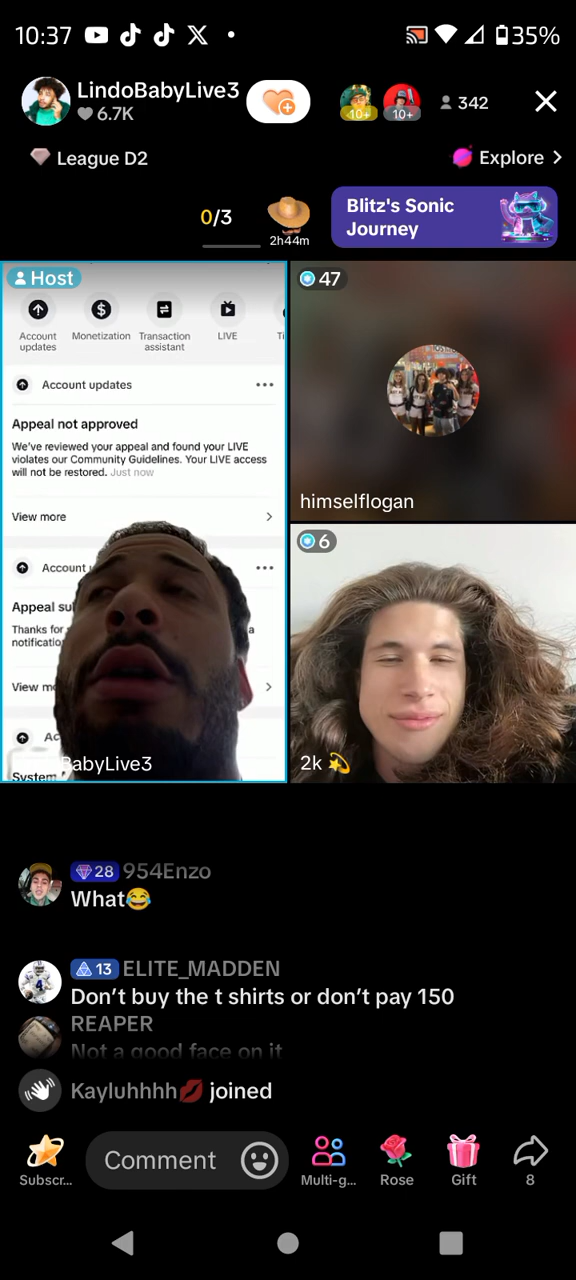 10:37
35%
LindoBabyLive3
6.7K
10+
10+
342
League D2
Explore
0/3
2h44m
Blitz's Sonic
Journey
Host
Account
updates
Monetization
Transaction
assistant
LIVE
Account updates
Appeal not approved
We've reviewed your appeal and found your LIVE
violates our Community Guidelines. Your LIVE access
will not be restored. Just now
View more
Account
Appeal
Thanks for
View
System
BabyLive3
47
himselflogan
6
2k
28 954Enzo
What😂
13 ELITE_MADDEN
Don't buy the t shirts or don't pay 150
REAPER
Not a good face on it
Kayluhhhh💋 joined
Subscr...
Comment
Multi-g...
Rose
Gift
8